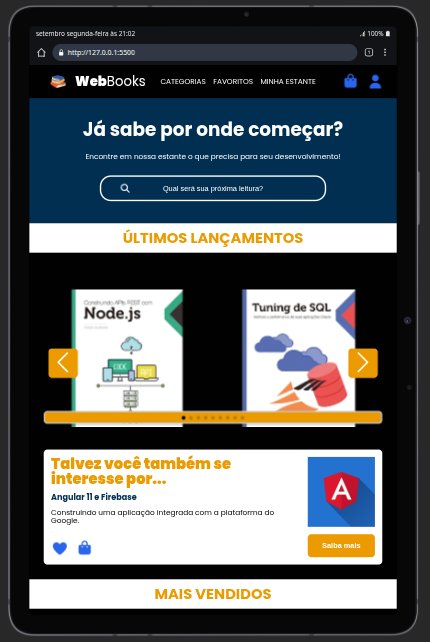 setembro segunda-feira às 21:02
100%
http://127.0.0.1:5500
1
WebBooks CATEGORIAS FAVORITOS MINHA ESTANTE
Já sabe por onde começar?
Encontre em nossa estante o que precisa para seu desenvolvimento!
Qual será sua próxima leitura?
ÚLTIMOS LANÇAMENTOS
Construindo APIs REST com
Node.js
Tuning de SQL
Talvez você também se
interesse por...
Angular 11 e Firebase
Construindo uma aplicação integrada com a plataforma do
Google.
A
Saiba mais
MAIS VENDIDOS